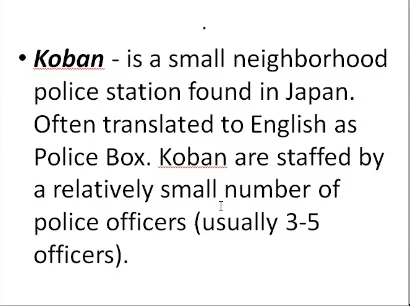 • Koban - is a small neighborhood
police station found in Japan.
Often translated to English as
Police Box. Koban are staffed by
a relatively small number of
police officers (usually 3-5
officers).